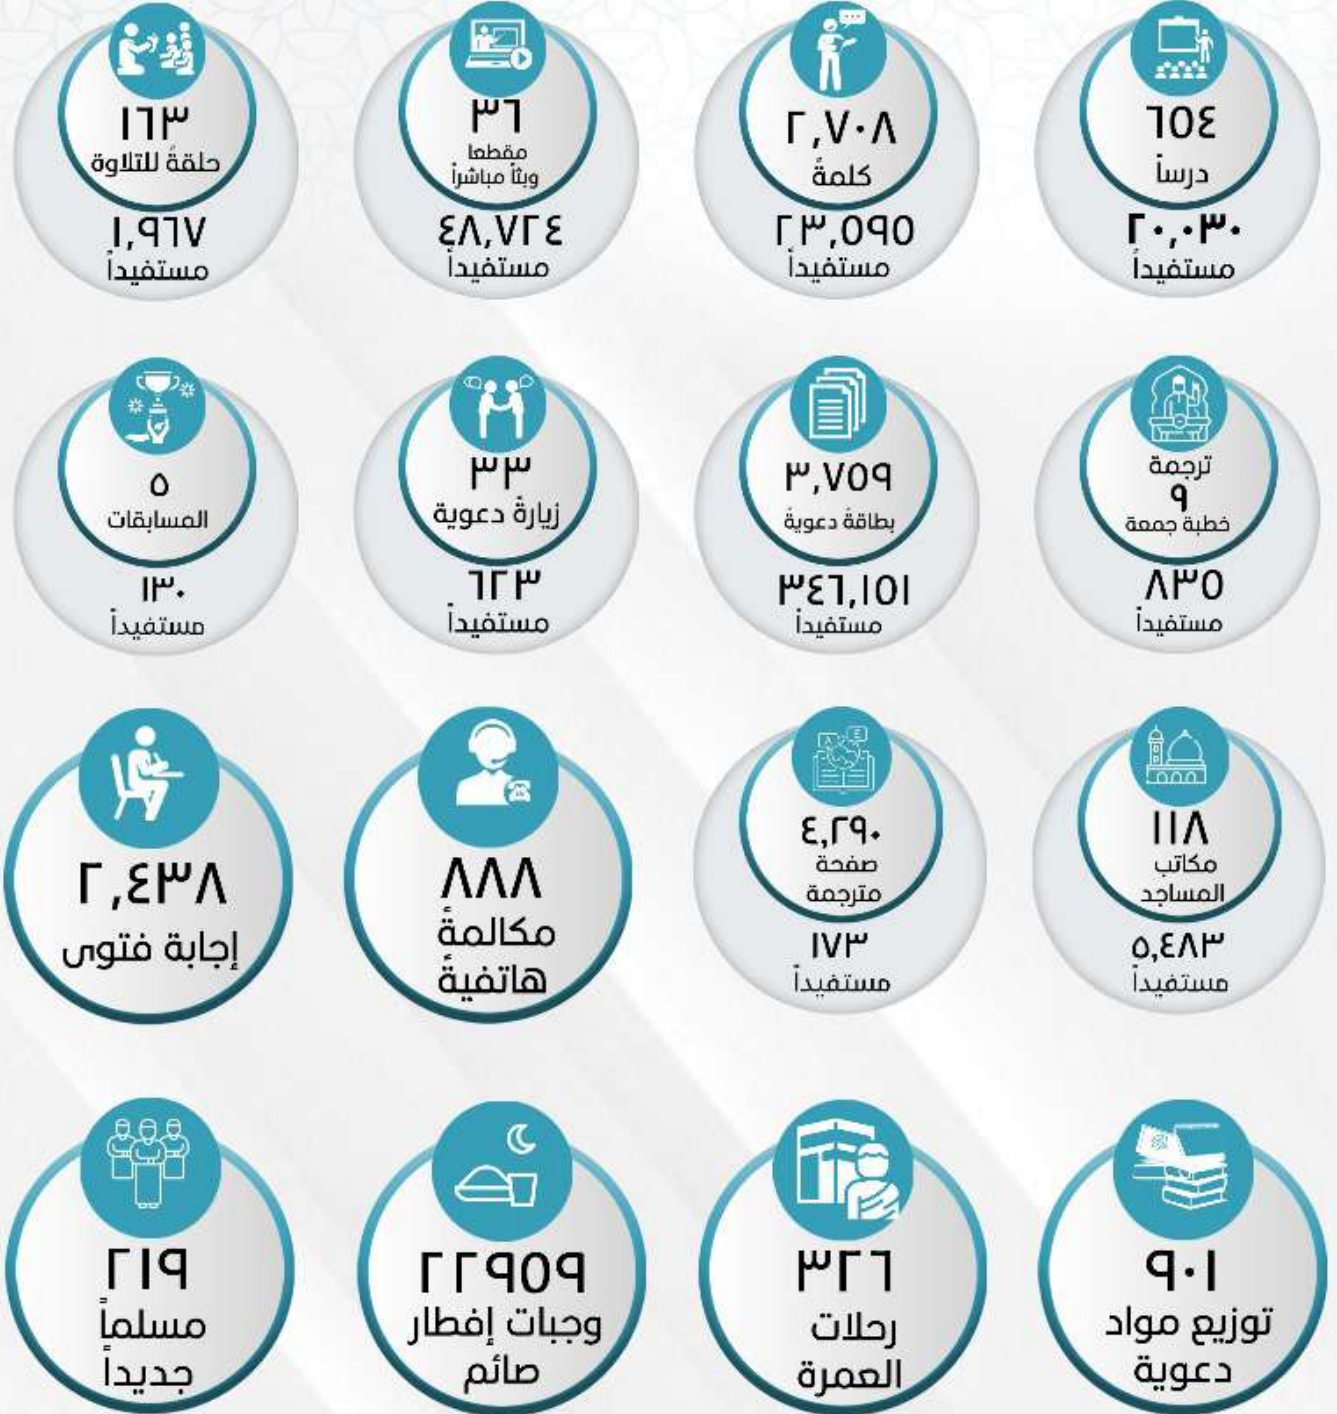 ٦٥٤
درساً
٢٠,٠٣٠
مستفيداً
٢,٧٠٨
كلمةً
٢٣,٥٩٥
مستفيداً
٣٦
مقطعا
وبثاً مباشراً
٤٨,٧٢٤
مستفيداً
١٦٣
حلقةً للتلاوة
١,٩٦٧
مستفيداً
ترجمة
٩
خطبة جمعة
٨٣٥
مستفيداً
٣,٧٥٩
بطاقةً دعويةً
٣٤٦,١٥١
مستفيداً
٣٣
زيارةً دعوية
٦٢٣
مستفيداً
٥
المسابقات
١٣٠
مستفيداً
١١٨
مكاتب
المساجد
٥,٤٨٣
مستفيداً
٤,٢٩٠
صفحة
مترجمة
١٧٣
مستفيداً
٨٨٨
مكالمةً
هاتفيةً
٢,٤٣٨
إجابة فتوى
٩٠١
توزيع مواد
دعوية
٣٢٦
رحلات
العمرة
٢٢٩٥٩
وجبات إفطار
صائم
٢١٩
مسلماً
جديداً